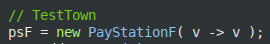 // TestTown
psF = new PayStationF( v -> v );